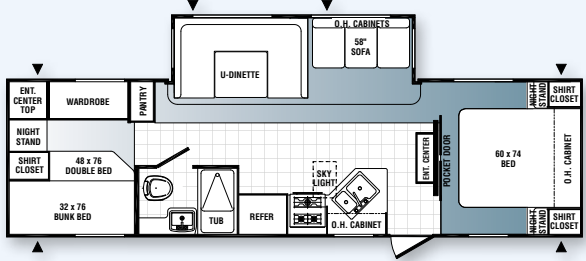 O.H. CABINETS
58"
SOFA
U-DINETTE
ENT.
CENTER
TOP
WARDROBE
PANTRY
NIGHT
STAND
SHIRT
CLOSET
48 x 76
DOUBLE BED
32 x 76
BUNK BED
TUB
REFER
SKY
LIGHT
O.H. CABINET
ENT. CENTER
POCKET DOOR
60 x 74
BED
NIGHT
STAND
SHIRT
CLOSET
O.H. CABINET
NIGHT
STAND
SHIRT
CLOSET